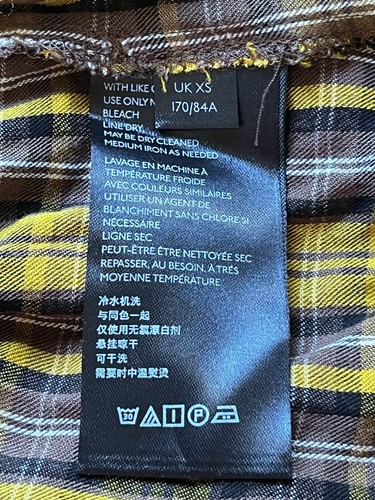 WITH LIKE
UK XS
170/84A
USE ONLY
BLEACH
LINE DRY.
MAY BE DRY CLEANED
MEDIUM IRON AS NEEDED
LAVAGE EN MACHINE À
TEMPÉRATURE FROIDE
AVEC COULEURS SIMILAIRES
UTILISER UN AGENT DE
BLANCHIMENT SANS CHLORE SI
NÉCESSAIRE
LIGNE SEC
PEUT-ÊTRE ÊTRE NETTOYÉE SEC
REPASSER, AU BESOIN, À TRÈS
MOYENNE TEMPÉRATURE
冷水机洗
与同色一起
仅使用无氯漂白剂
悬挂晾干
可干洗
需要时中温熨烫
30
P